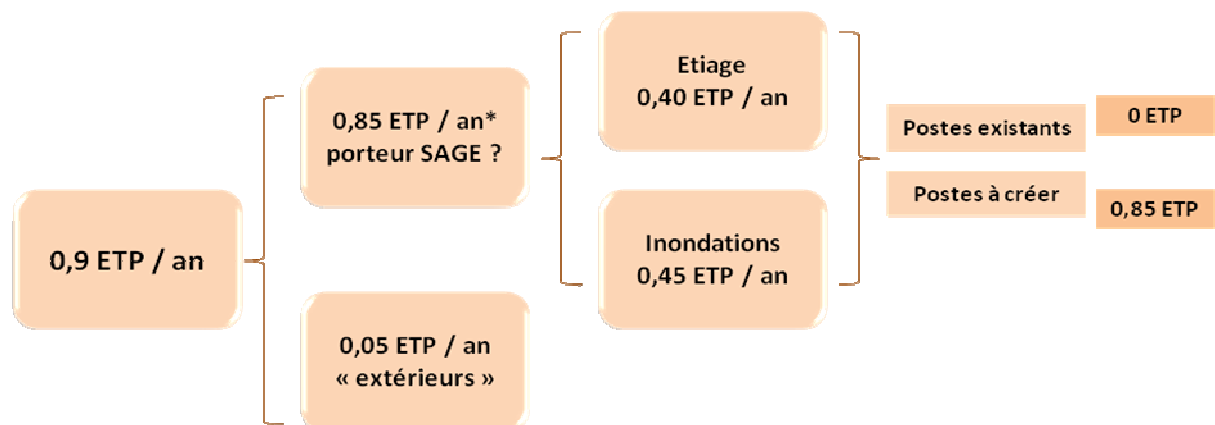 0,9 ETP / an
0,85 ETP / an*
porteur SAGE ?
0,05 ETP / an
« extérieurs »
Etiage
0,40 ETP / an
Inondations
0,45 ETP / an
Postes existants
0 ETP
Postes à créer
0,85 ETP